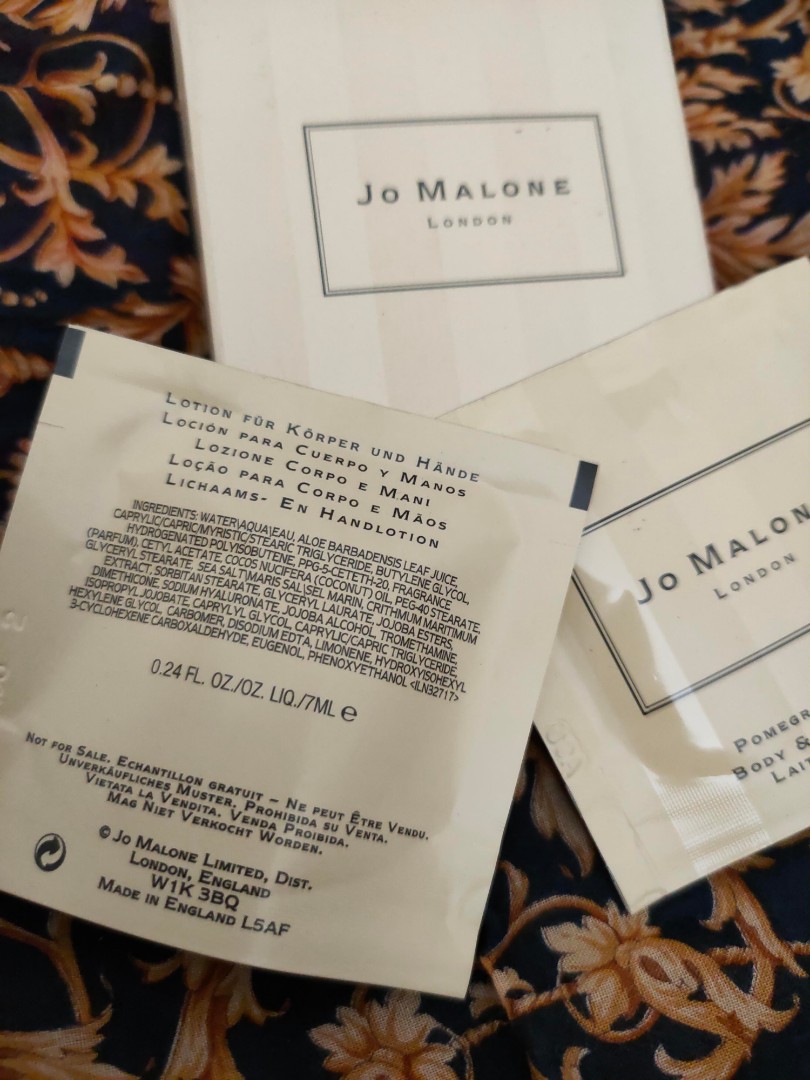 Jo Malone
London
Lotion für Körper und Hände
Loción para Cuerpo y Manos
Lozione Corpo e Mani
Loção para Corpo e Mãos
Lichaams- En Handlotion
INGREDIENTS: WATER\AQUA\EAU, ALOE BARBADENSIS LEAF JUICE
CAPRYLIC/CAPRIC/MYRISTIC/STEARIC TRIGLYCERIDE, BUTYLENE GLYCOL,
HYDROGENATED POLYISOBUTENE, PPG-5-CETETH-20, FRAGRANCE
(PARFUM), CETYL ACETATE, COCOS NUCIFERA (COCONUT) OIL, PEG-40 STEARATE,
GLYCERYL STEARATE, SEA SALT\MARIS SAL\SEL MARIN, CRITHMUM MARITIMUM
EXTRACT, SORBITAN STEARATE, GLYCERYL LAURATE, JOJOBA ESTERS,
DIMETHICONE, SODIUM HYALURONATE, JOJOBA ALCOHOL, TROMETHAMINE,
ISOPROPYL JOJOBATE, CAPRYLYL GLYCOL, CAPRYLIC/CAPRIC TRIGLYCERIDE,
HEXYLENE GLYCOL, CARBOMER, DISODIUM EDTA, LIMONENE, HYDROXYISOHEXYL
3-CYCLOHEXENE CARBOXALDEHYDE, EUGENOL, PHENOXYETHANOL <ILN32717>
0.24 FL. OZ./OZ. LIQ./7ML ℮
Not for Sale. Echantillon gratuit – Ne peut Être Vendu.
Unverkäufliches Muster. Prohibida su Venta.
Vietata la Vendita. Venda Proibida.
Mag Niet Verkocht Worden.
© Jo Malone Limited, Dist.
London, England
W1K 3BQ
Made in England L5AF
Jo Malon
London
Pomegr
Body &
Lait